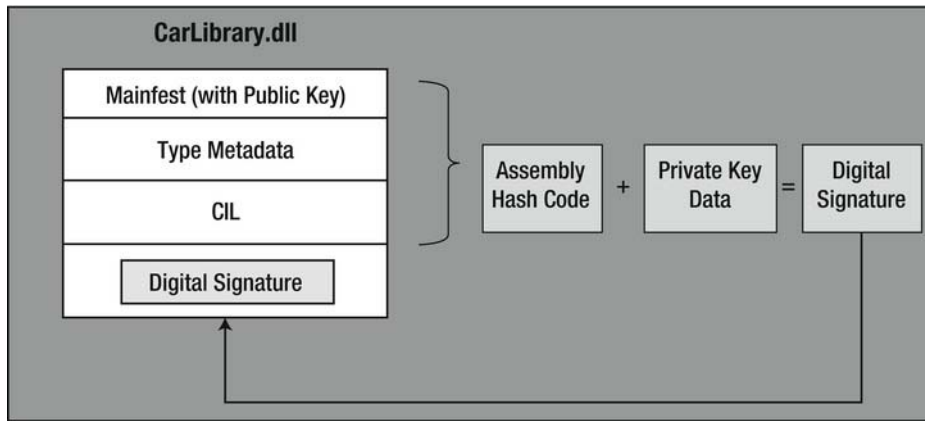 CarLibrary.dll
Mainfest (with Public Key)
Type Metadata
CIL
Digital Signature
Assembly
Hash Code
+
Private Key
Data
=
Digital
Signature